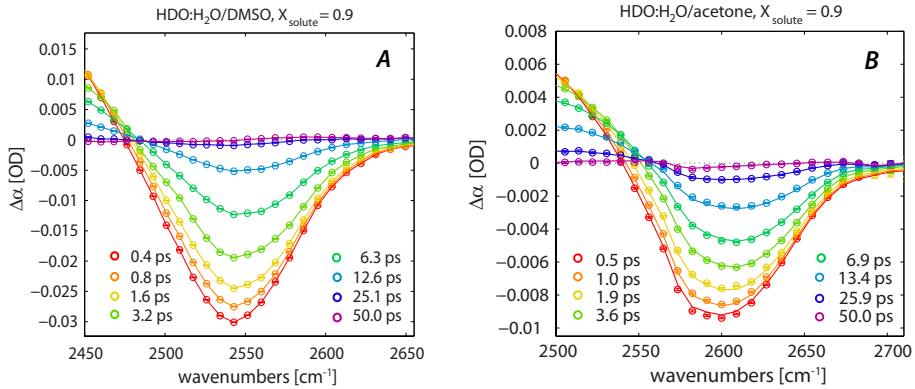 HDO:H₂O/DMSO, Xsolute = 0.9
A
Δα [OD]
0.015
0.01
0.005
0
−0.005
−0.01
−0.015
−0.02
−0.025
−0.03
0.4 ps
0.8 ps
1.6 ps
3.2 ps
6.3 ps
12.6 ps
25.1 ps
50.0 ps
2450 2500 2550 2600 2650
wavenumbers [cm⁻¹]
HDO:H₂O/acetone, Xsolute = 0.9
B
Δα [OD]
0.008
0.006
0.004
0.002
0
−0.002
−0.004
−0.006
−0.008
−0.01
0.5 ps
1.0 ps
1.9 ps
3.6 ps
6.9 ps
13.4 ps
25.9 ps
50.0 ps
2500 2550 2600 2650 2700
wavenumbers [cm⁻¹]